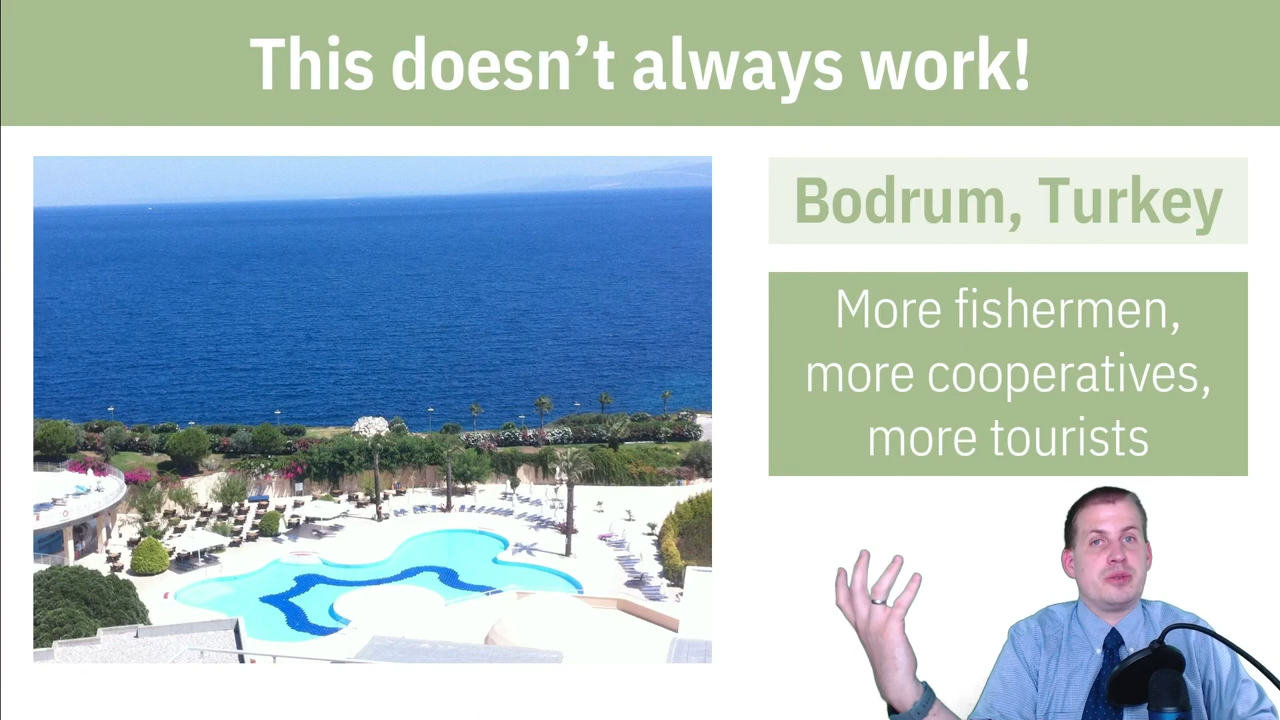 This doesn’t always work!
Bodrum, Turkey
More fishermen,
more cooperatives,
more tourists